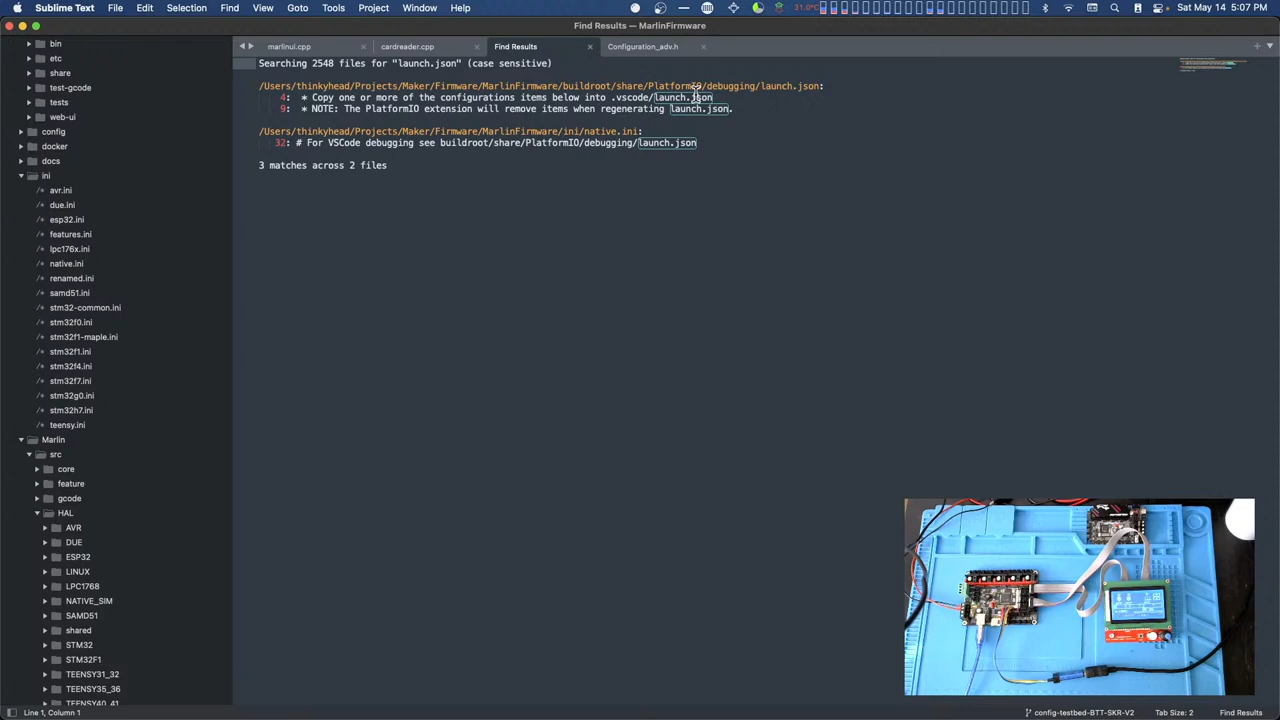 Sublime Text File Edit Selection Find View Goto Tools Project Window Help 31.0°C Sat May 14 5:07 PM
Find Results — MarlinFirmware
marlinui.cpp cardreader.cpp Find Results Configuration_adv.h
bin
etc
share
test-gcode
tests
web-ui
config
docker
docs
ini
avr.ini
due.ini
esp32.ini
features.ini
lpc176x.ini
native.ini
renamed.ini
samd51.ini
stm32-common.ini
stm32f0.ini
stm32f1-maple.ini
stm32f1.ini
stm32f4.ini
stm32f7.ini
stm32g0.ini
stm32h7.ini
teensy.ini
Marlin
src
core
feature
gcode
HAL
AVR
DUE
ESP32
LINUX
LPC1768
NATIVE_SIM
SAMD51
shared
STM32
STM32F1
TEENSY31_32
TEENSY35_36
TEENSY40_41
Searching 2548 files for "launch.json" (case sensitive)
/Users/thinkyhead/Projects/Maker/Firmware/MarlinFirmware/buildroot/share/PlatformIO/debugging/launch.json:
4: * Copy one or more of the configurations items below into .vscode/launch.json
9: * NOTE: The PlatformIO extension will remove items when regenerating launch.json.
/Users/thinkyhead/Projects/Maker/Firmware/MarlinFirmware/ini/native.ini:
32: # For VSCode debugging see buildroot/share/PlatformIO/debugging/launch.json
3 matches across 2 files
Line 1, Column 1 config-testbed-BTT-SKR-V2 Tab Size: 2 Find Results